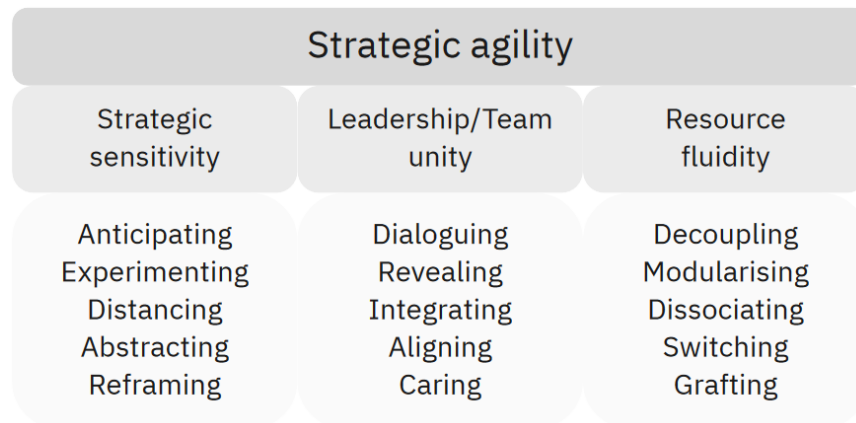 Strategic agility
Strategic
sensitivity
Leadership/Team
unity
Resource
fluidity
Anticipating
Experimenting
Distancing
Abstracting
Reframing
Dialoguing
Revealing
Integrating
Aligning
Caring
Decoupling
Modularising
Dissociating
Switching
Grafting